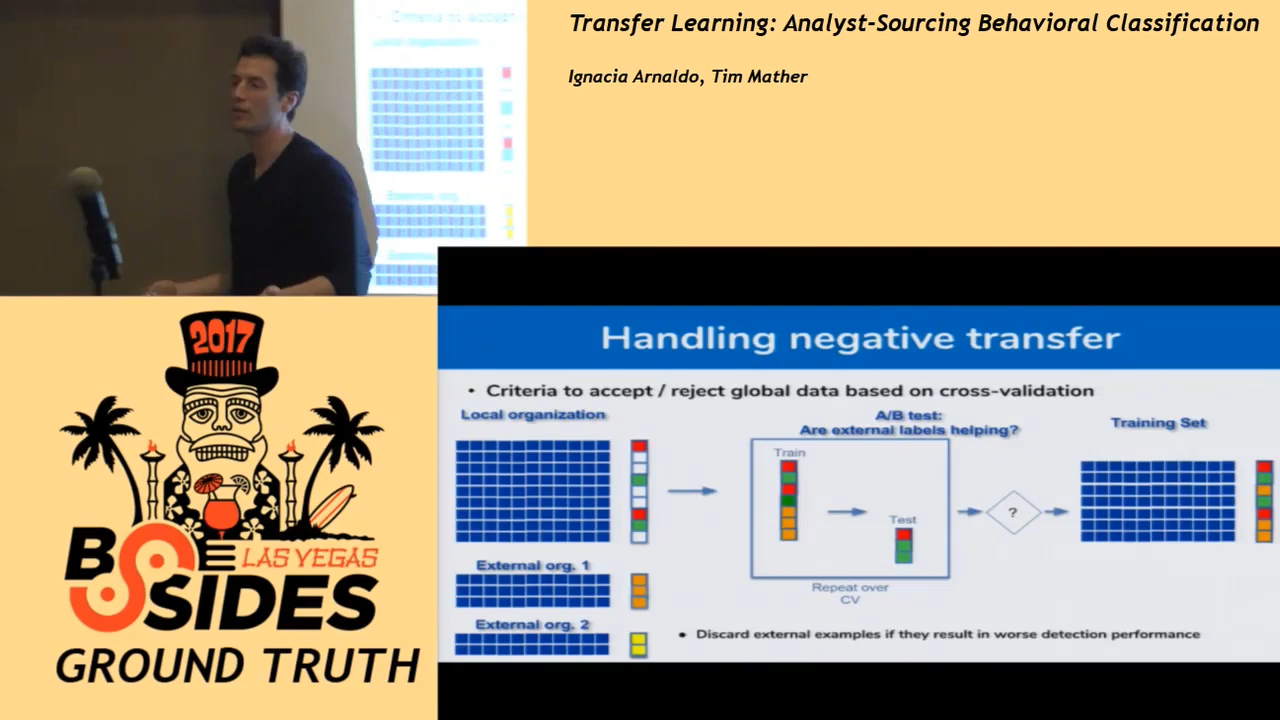 Transfer Learning: Analyst-Sourcing Behavioral Classification
Ignacia Arnaldo, Tim Mather
2017
BSIDES
LAS VEGAS
GROUND TRUTH
Handling negative transfer
• Criteria to accept / reject global data based on cross-validation
Local organization
A/B test:
Are external labels helping?
Training Set
Train
?
Test
External org. 1
Repeat over
CV
External org. 2
• Discard external examples if they result in worse detection performance